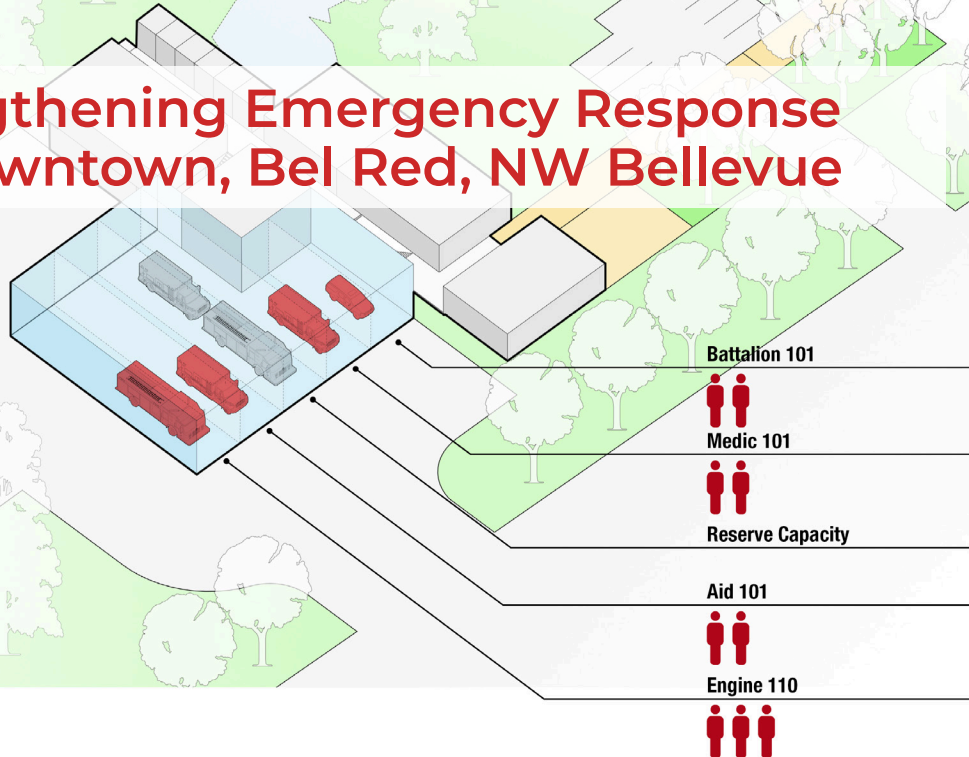 gthening Emergency Response
wntown, Bel Red, NW Bellevue
Battalion 101
Medic 101
Reserve Capacity
Aid 101
Engine 110